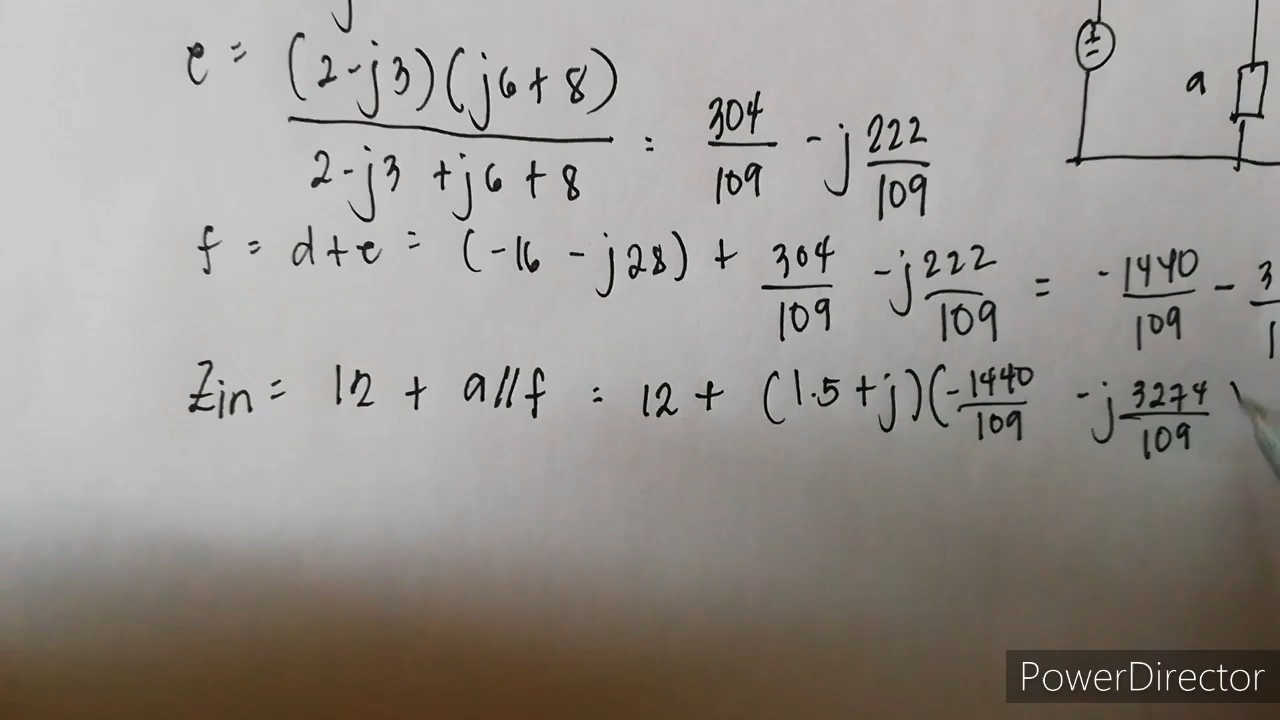 e = (2-j3)(j6+8) / 2-j3 +j6 + 8 = 304/109 - j 222/109
f = d+e = (-16 - j28) + 304/109 - j 222/109 = -1440/109 - 3
Zin = 12 + a//f = 12 + (1.5+j)(-1440/109 - j 3274/109)
a
PowerDirector